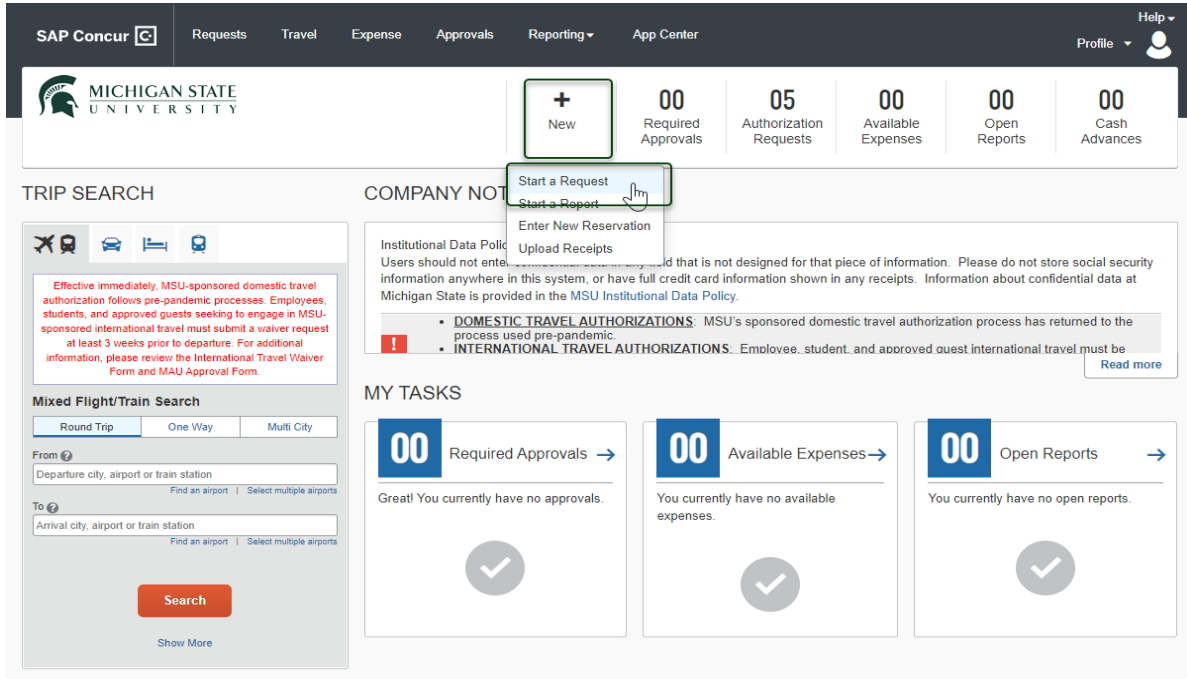 Help
SAP Concur C.
Requests
Travel
Expense
Approvals
Reporting
App Center
Profile
MICHIGAN STATE
UNIVERSITY
+
New
00
Required
Approvals
05
Authorization
Requests
00
Available
Expenses
00
Open
Reports
00
Cash
Advances
Start a Request
Start a Report
Enter New Reservation
Upload Receipts
TRIP SEARCH
Effective immediately, MSU-sponsored domestic travel
authorization follows pre-pandemic processes. Employees,
students, and approved guests seeking to engage in MSU-
sponsored international travel must submit a waiver request
at least 3 weeks prior to departure. For additional
information, please review the International Travel Waiver
Form and MAU Approval Form.
Mixed Flight/Train Search
Round Trip
One Way
Multi City
From ?
Departure city, airport or train station
Find an airport | Select multiple airports
To ?
Arrival city, airport or train station
Find an airport | Select multiple airports
Search
Show More
COMPANY NOT
Institutional Data Polic
Users should not enter confidential data in any field that is not designed for that piece of information. Please do not store social security
information anywhere in this system, or have full credit card information shown in any receipts. Information about confidential data at
Michigan State is provided in the MSU Institutional Data Policy.
!
• DOMESTIC TRAVEL AUTHORIZATIONS: MSU's sponsored domestic travel authorization process has returned to the
process used pre-pandemic.
• INTERNATIONAL TRAVEL AUTHORIZATIONS: Employee, student, and approved guest international travel must be
Read more
MY TASKS
00
Required Approvals →
Great! You currently have no approvals.
00
Available Expenses→
You currently have no available
expenses.
00
Open Reports →
You currently have no open reports.